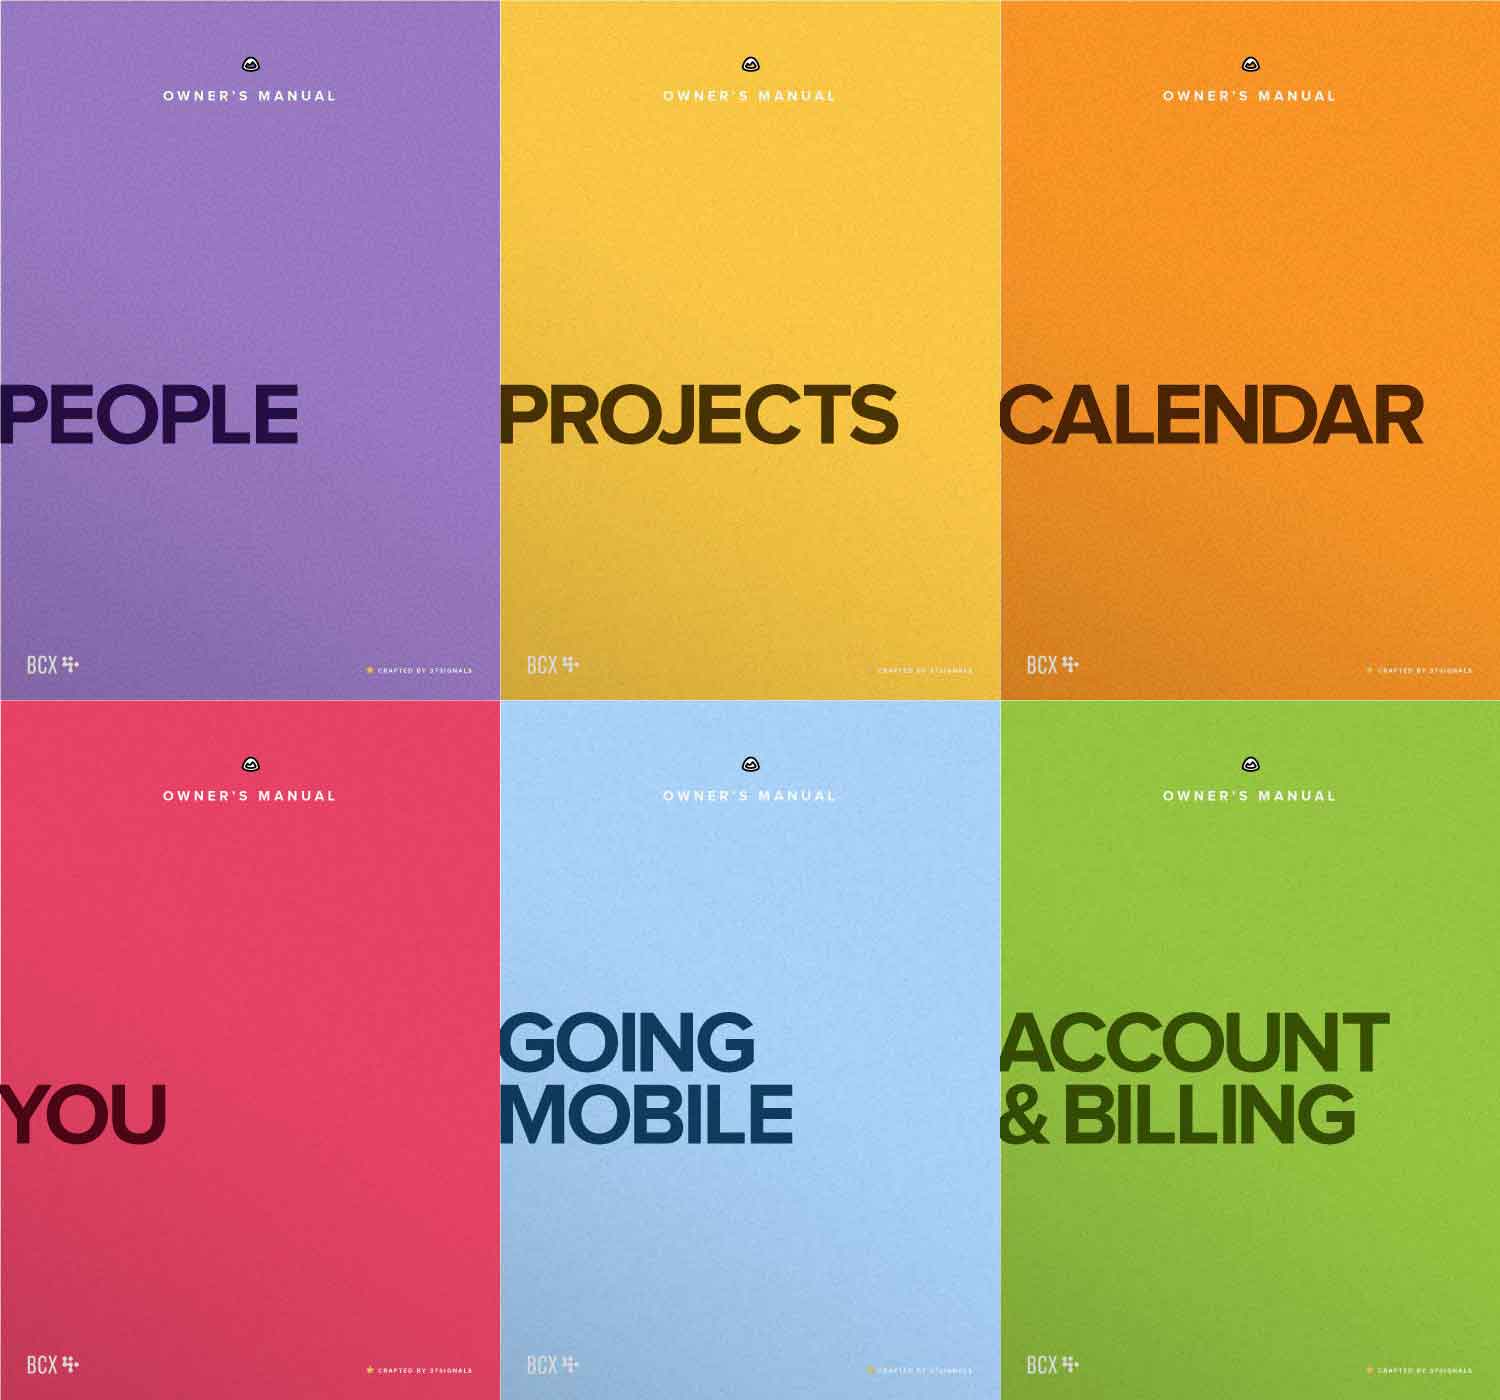 OWNER'S MANUAL
PEOPLE
BCX
CRAFTED BY 37SIGNALS
OWNER'S MANUAL
PROJECTS
BCX
CRAFTED BY 37SIGNALS
OWNER'S MANUAL
CALENDAR
BCX
CRAFTED BY 37SIGNALS
OWNER'S MANUAL
YOU
BCX
CRAFTED BY 37SIGNALS
OWNER'S MANUAL
GOING
MOBILE
BCX
CRAFTED BY 37SIGNALS
OWNER'S MANUAL
ACCOUNT
& BILLING
BCX
CRAFTED BY 37SIGNALS